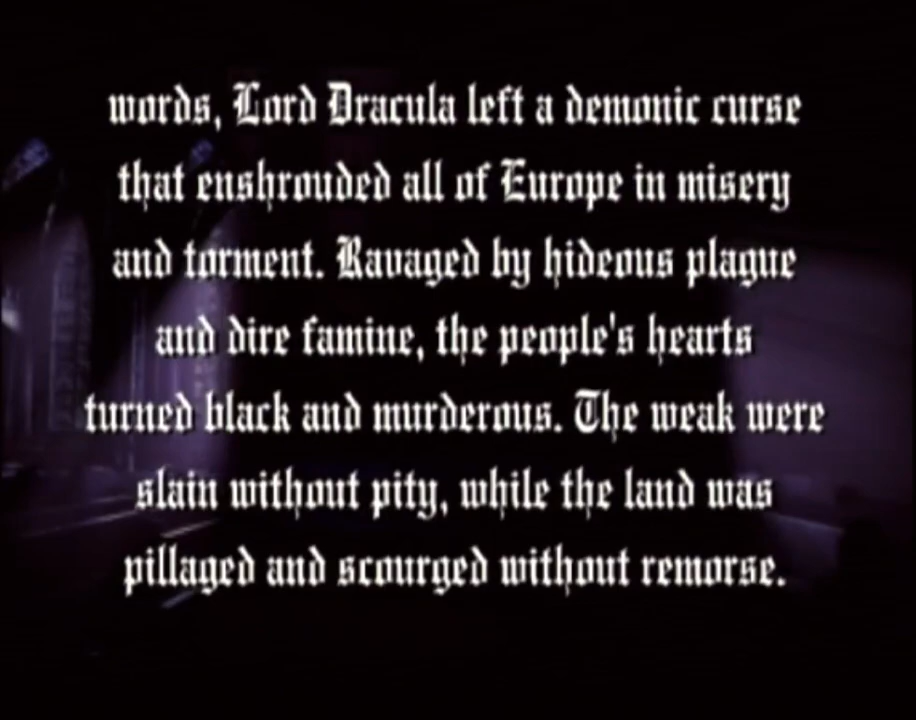 words, Lord Dracula left a demonic curse
that enshrouded all of Europe in misery
and torment. Ravaged by hideous plague
and dire famine, the people's hearts
turned black and murderous. The weak were
slain without pity, while the land was
pillaged and scourged without remorse.